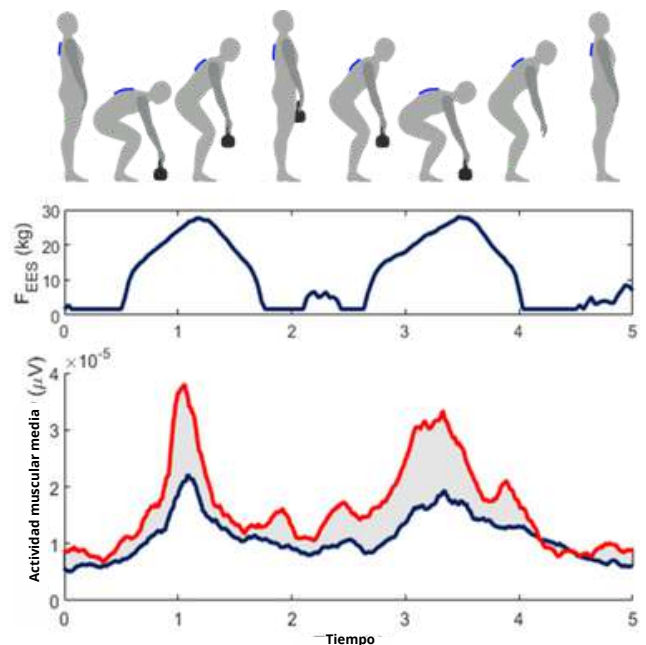 30
20
10
0
F_EES (kg)
0 1 2 3 4 5
×10^-5
4
3
2
1
0
Actividad muscular media (μV)
0 1 2 3 4 5
Tiempo